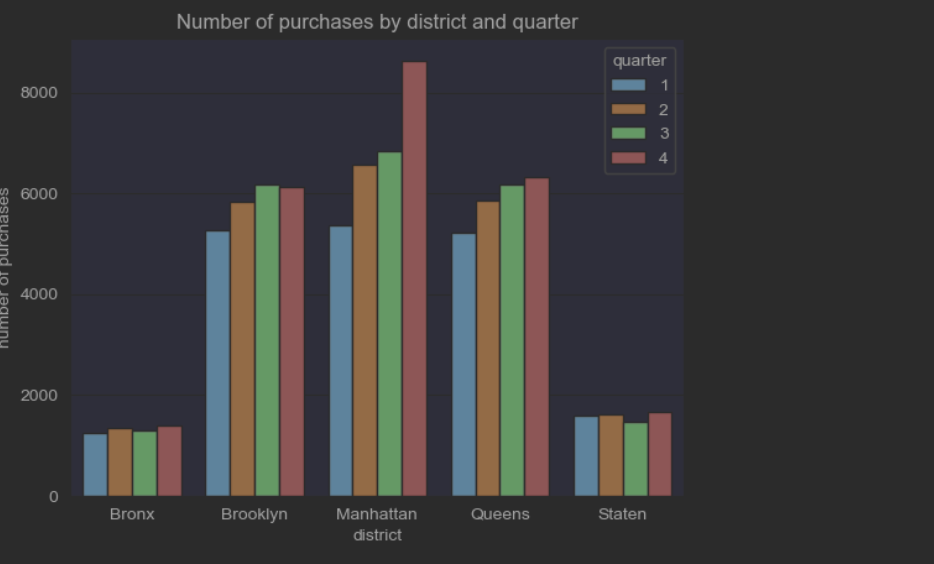 Number of purchases by district and quarter
quarter
1
2
3
4
8000
6000
4000
2000
0
number of purchases
Bronx
Brooklyn
Manhattan
Queens
Staten
district